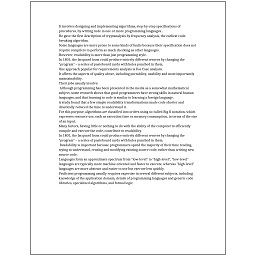 It involves designing and implementing algorithms, step-by-step specifications of
procedures, by writing code in one or more programming languages.
He gave the first description of cryptanalysis by frequency analysis, the earliest code-
breaking algorithm.
Some languages are more prone to some kinds of faults because their specification does not
require compilers to perform as much checking as other languages.
However, readability is more than just programming style.
In 1801, the Jacquard loom could produce entirely different weaves by changing the
"program" – a series of pasteboard cards with holes punched in them.
One approach popular for requirements analysis is Use Case analysis.
It affects the aspects of quality above, including portability, usability and most importantly
maintainability.
Their jobs usually involve:
Although programming has been presented in the media as a somewhat mathematical
subject, some research shows that good programmers have strong skills in natural human
languages, and that learning to code is similar to learning a foreign language.
A study found that a few simple readability transformations made code shorter and
drastically reduced the time to understand it.
For this purpose, algorithms are classified into orders using so-called Big O notation, which
expresses resource use, such as execution time or memory consumption, in terms of the size
of an input.
Many factors, having little or nothing to do with the ability of the computer to efficiently
compile and execute the code, contribute to readability.
In 1801, the Jacquard loom could produce entirely different weaves by changing the
"program" – a series of pasteboard cards with holes punched in them.
Readability is important because programmers spend the majority of their time reading,
trying to understand, reusing and modifying existing source code, rather than writing new
source code.
Languages form an approximate spectrum from "low-level" to "high-level"; "low-level"
languages are typically more machine-oriented and faster to execute, whereas "high-level"
languages are more abstract and easier to use but execute less quickly.
Proficient programming usually requires expertise in several different subjects, including
knowledge of the application domain, details of programming languages and generic code
libraries, specialized algorithms, and formal logic.